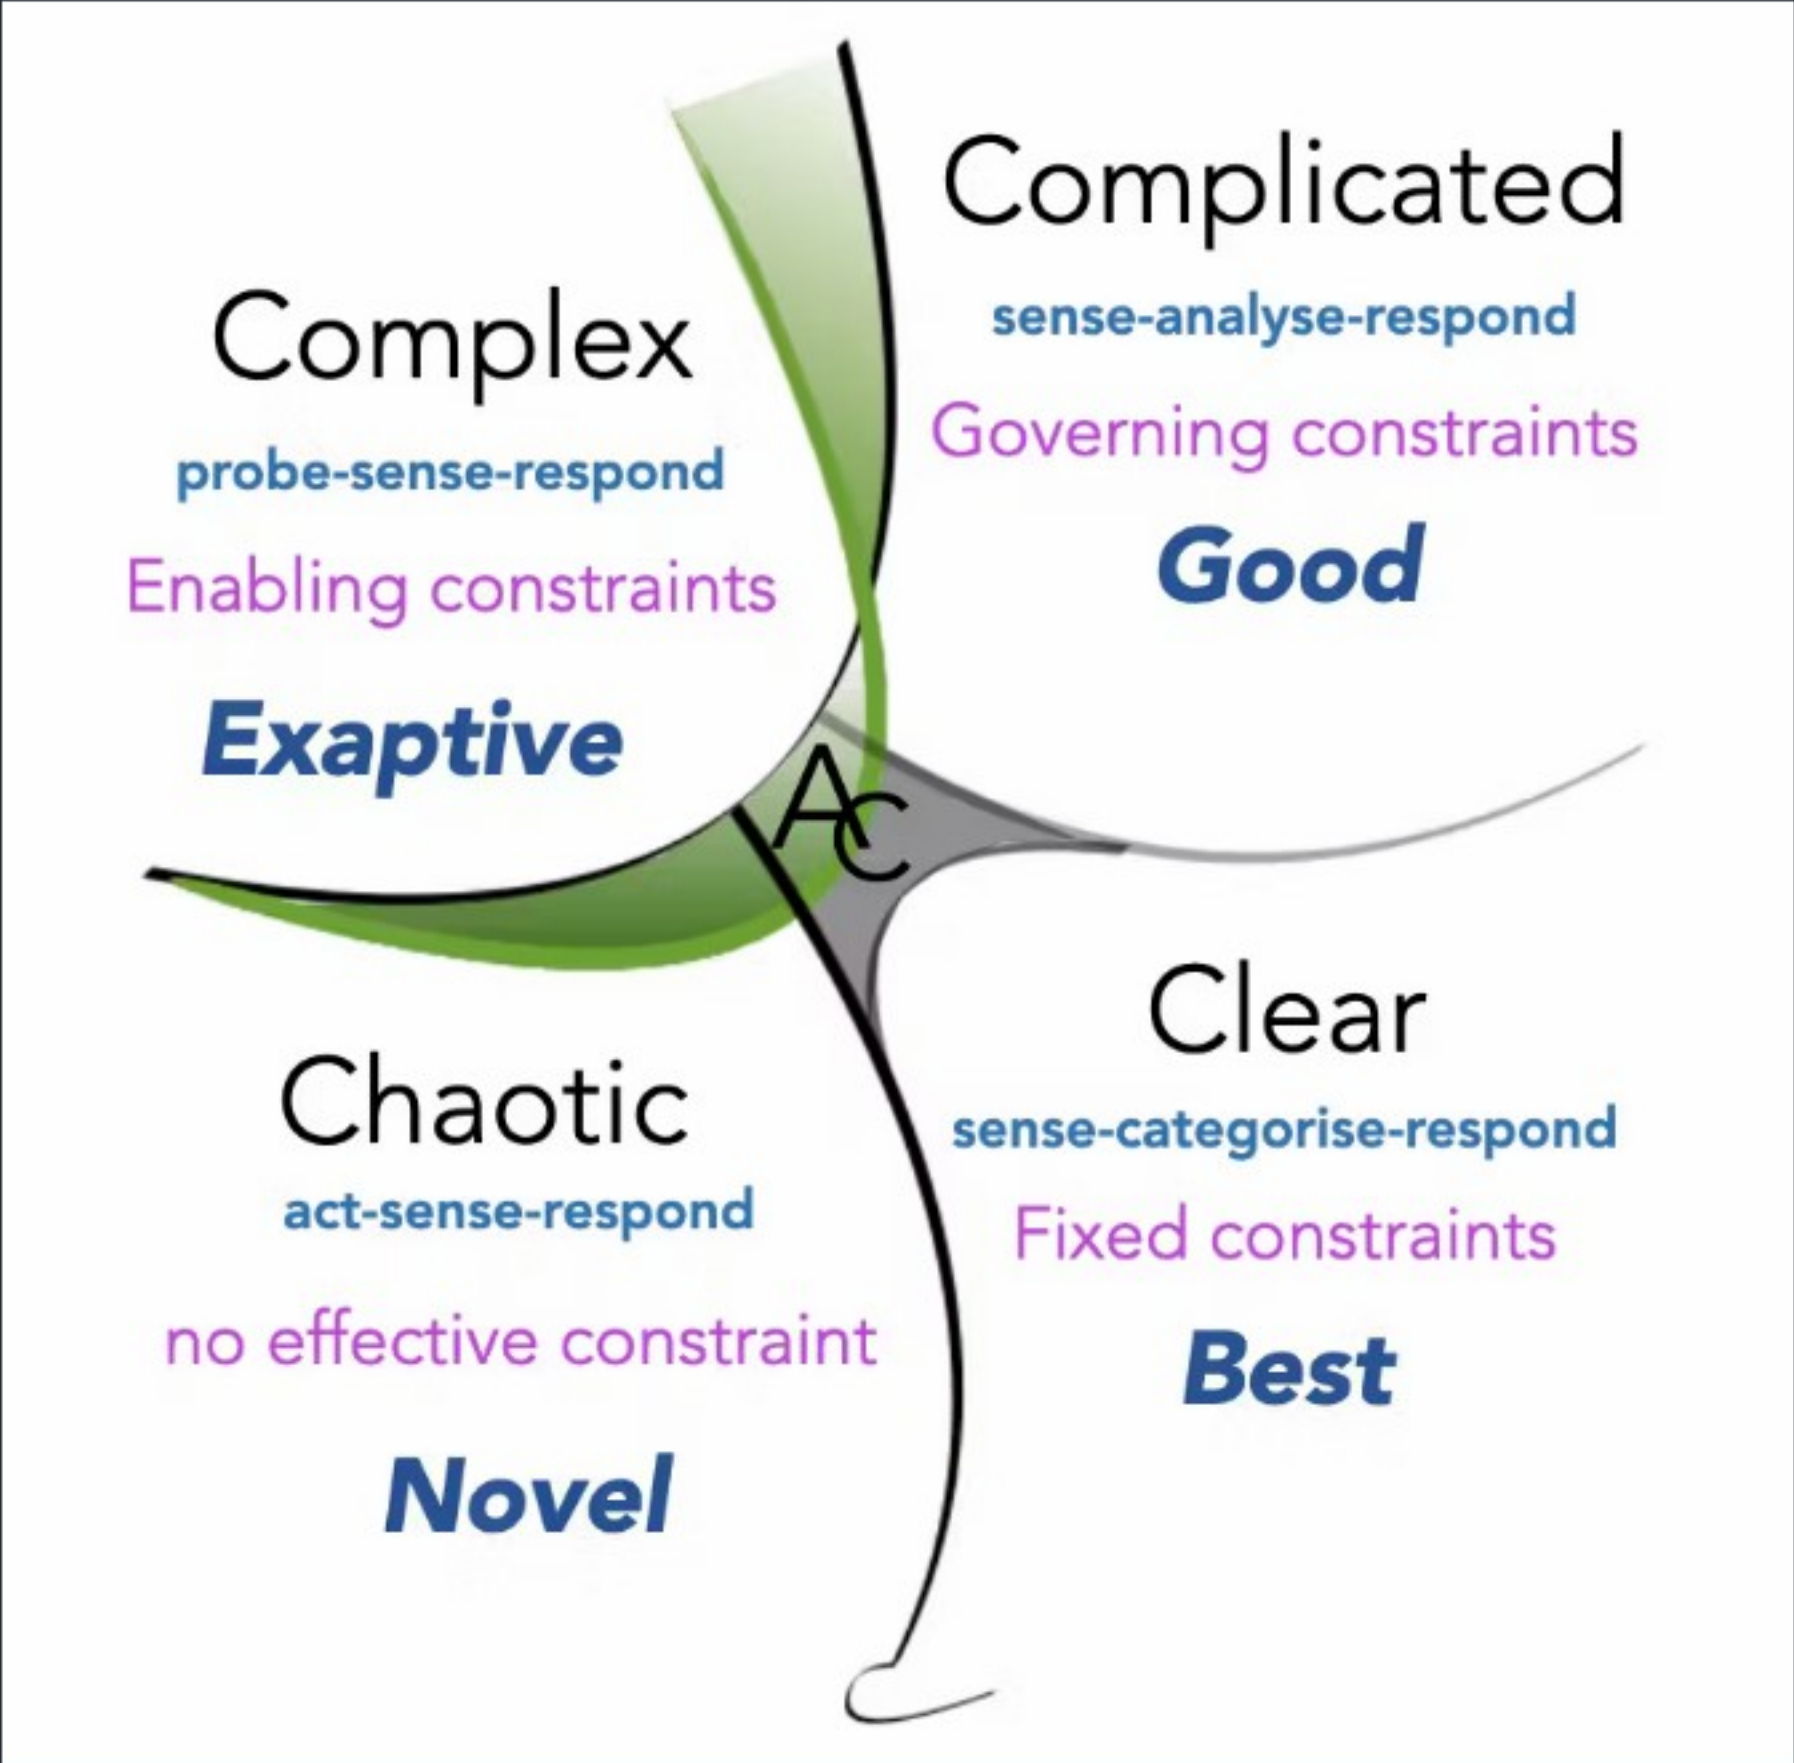 Complex
probe-sense-respond
Enabling constraints
Exaptive
Complicated
sense-analyse-respond
Governing constraints
Good
A
C
Chaotic
act-sense-respond
no effective constraint
Novel
Clear
sense-categorise-respond
Fixed constraints
Best